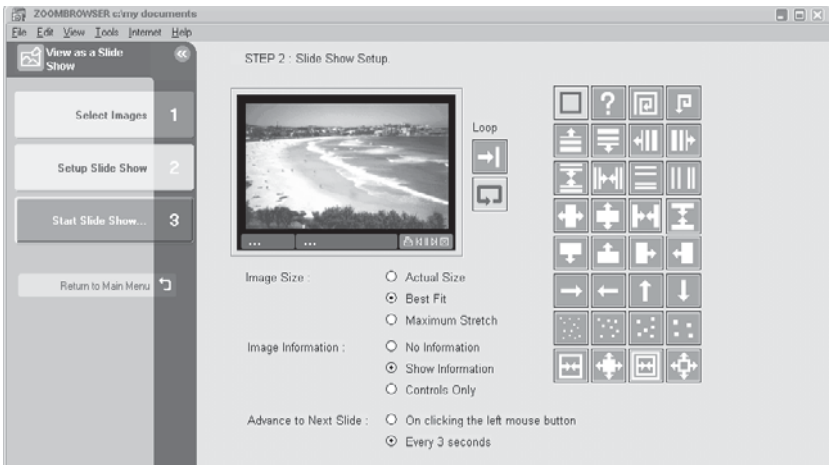 ZOOMBROWSER c:\my documents
File Edit View Tools Internet Help
View as a Slide
Show
STEP 2 : Slide Show Setup.
Select Images 1
Setup Slide Show 2
Start Slide Show... 3
Return to Main Menu
Loop
Image Size :
Actual Size
Best Fit
Maximum Stretch
Image Information :
No Information
Show Information
Controls Only
Advance to Next Slide :
On clicking the left mouse button
Every 3 seconds